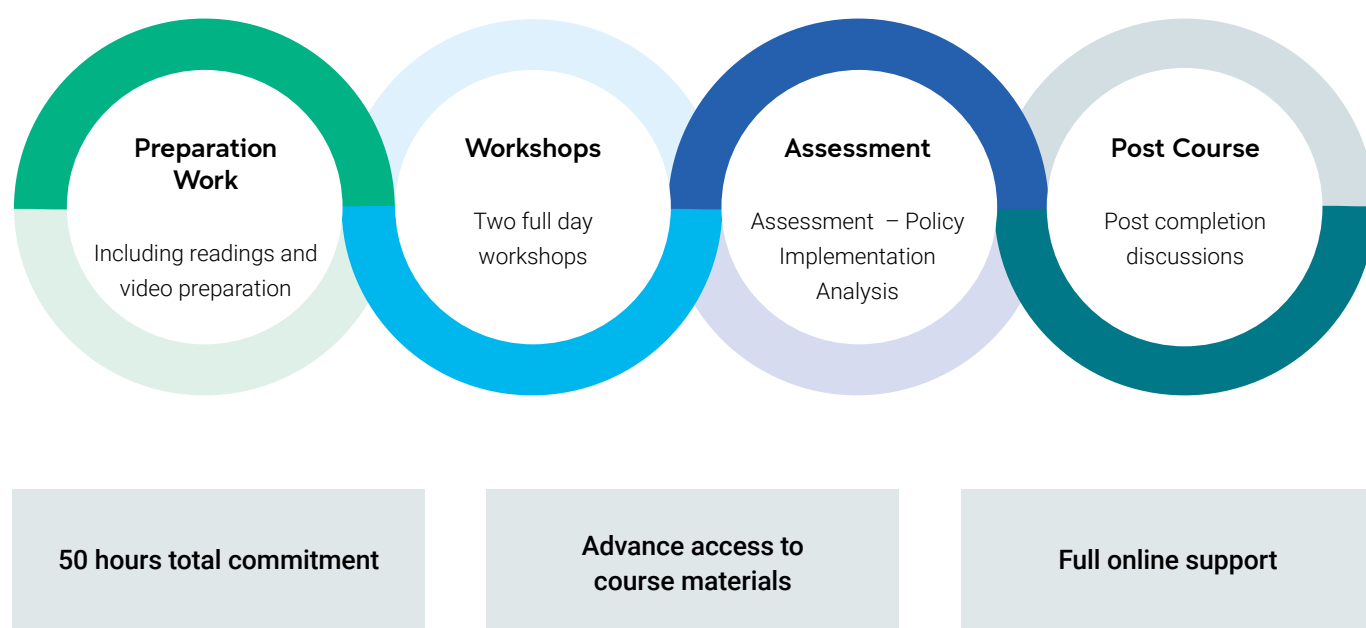 Preparation
Work
Including readings and
video preparation
Workshops
Two full day
workshops
Assessment
Assessment – Policy
Implementation
Analysis
Post Course
Post completion
discussions
50 hours total commitment
Advance access to
course materials
Full online support